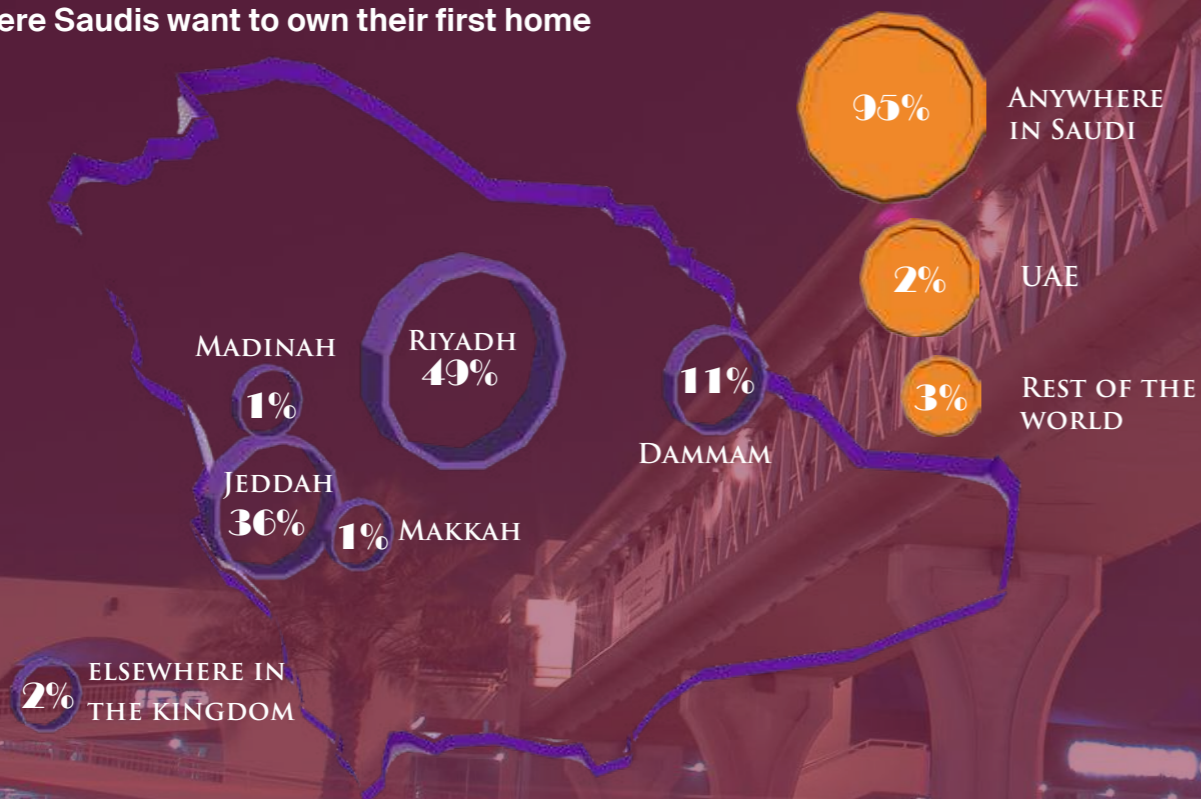 ere Saudis want to own their first home
95%
ANYWHERE
IN SAUDI
2%
UAE
3%
REST OF THE
WORLD
MADINAH
1%
RIYADH
49%
11%
DAMMAM
JEDDAH
36%
1%
MAKKAH
2%
ELSEWHERE IN
THE KINGDOM